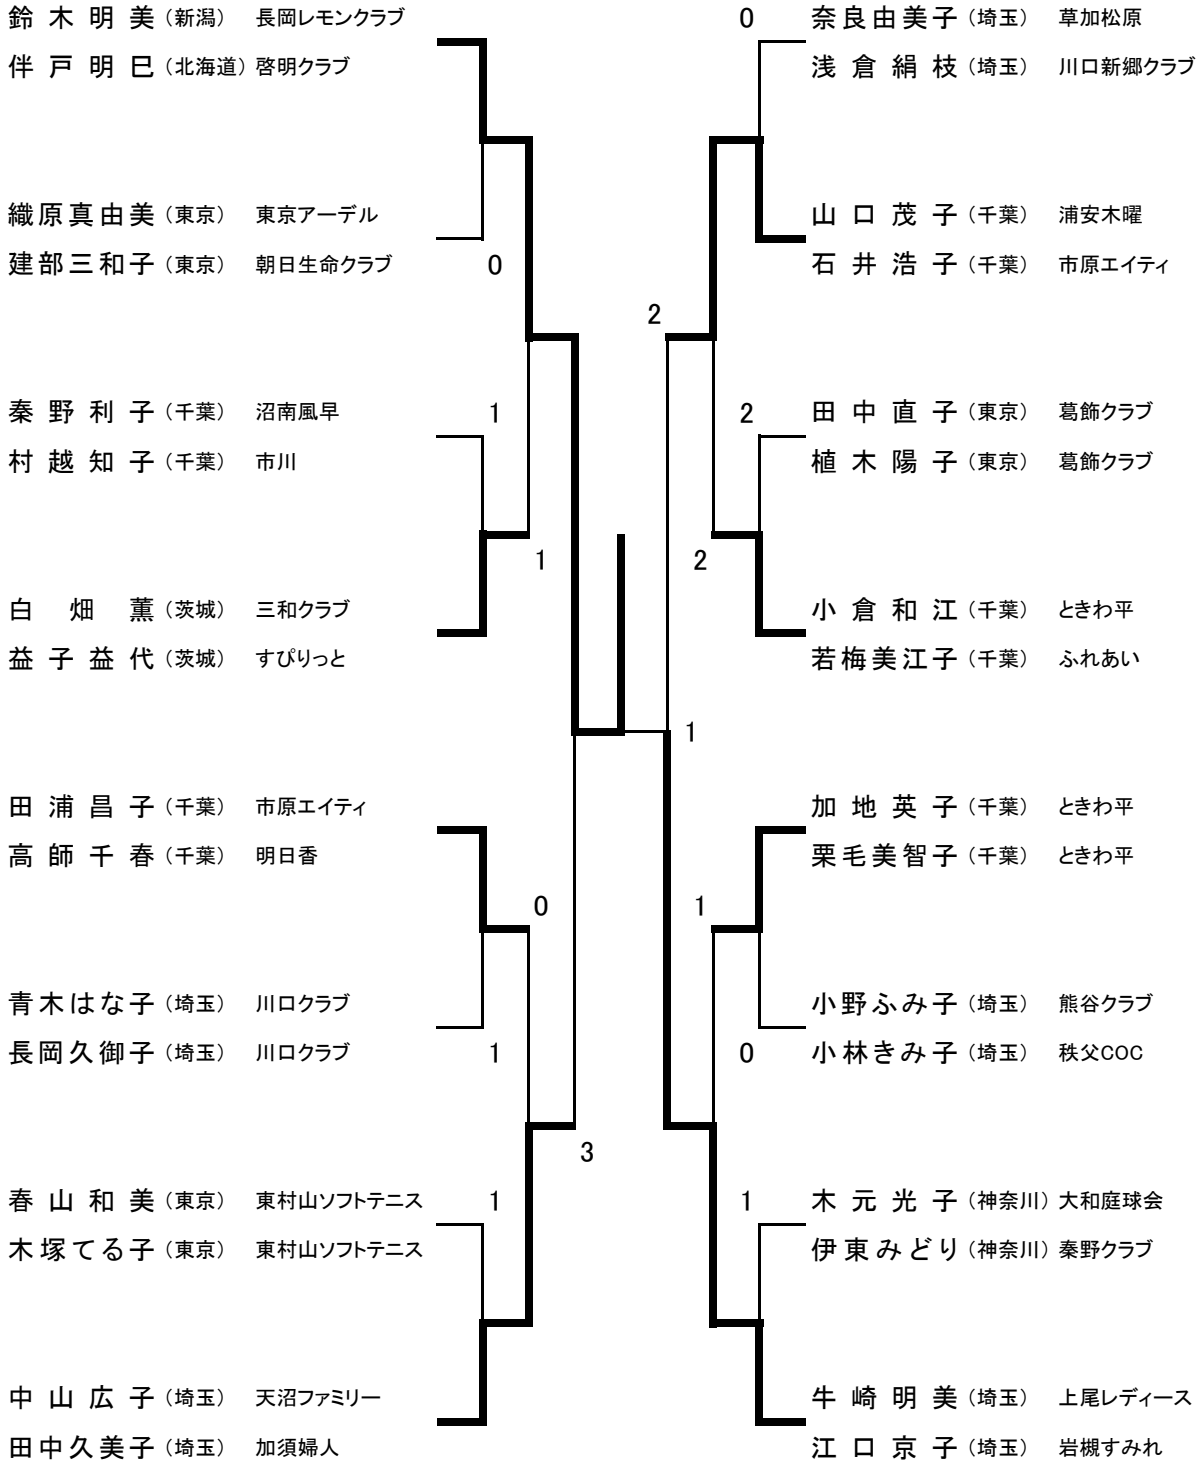 鈴木明美 （新潟） 長岡レモンクラブ
伴戸明巳 （北海道） 啓明クラブ
織原真由美 （東京） 東京アーデル
建部三和子 （東京） 朝日生命クラブ 0
秦野利子 （千葉） 沼南風早 1
村越知子 （千葉） 市川
1
白畑薫 （茨城） 三和クラブ
益子益代 （茨城） すぴりっと
田浦昌子 （千葉） 市原エイティ
高師千春 （千葉） 明日香
0
青木はな子 （埼玉） 川口クラブ
長岡久御子 （埼玉） 川口クラブ 1
3
春山和美 （東京） 東村山ソフトテニス 1
木塚てる子 （東京） 東村山ソフトテニス
中山広子 （埼玉） 天沼ファミリー
田中久美子 （埼玉） 加須婦人
0 奈良由美子 （埼玉） 草加松原
浅倉絹枝 （埼玉） 川口新郷クラブ
山口茂子 （千葉） 浦安木曜
石井浩子 （千葉） 市原エイティ
2
2 田中直子 （東京） 葛飾クラブ
植木陽子 （東京） 葛飾クラブ
2
小倉和江 （千葉） ときわ平
若梅美江子 （千葉） ふれあい
1
加地英子 （千葉） ときわ平
栗毛美智子 （千葉） ときわ平
1
小野ふみ子 （埼玉） 熊谷クラブ
0 小林きみ子 （埼玉） 秩父COC
1 木元光子 （神奈川） 大和庭球会
伊東みどり （神奈川） 秦野クラブ
牛崎明美 （埼玉） 上尾レディース
江口京子 （埼玉） 岩槻すみれ